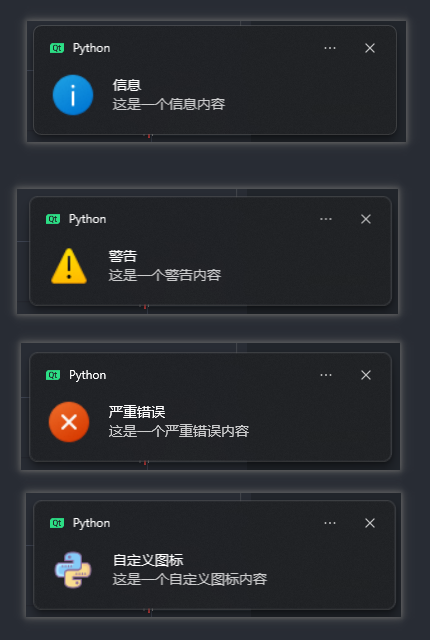 Qt Python
信息
这是一个信息内容
Qt Python
警告
这是一个警告内容
Qt Python
严重错误
这是一个严重错误内容
Qt Python
自定义图标
这是一个自定义图标内容